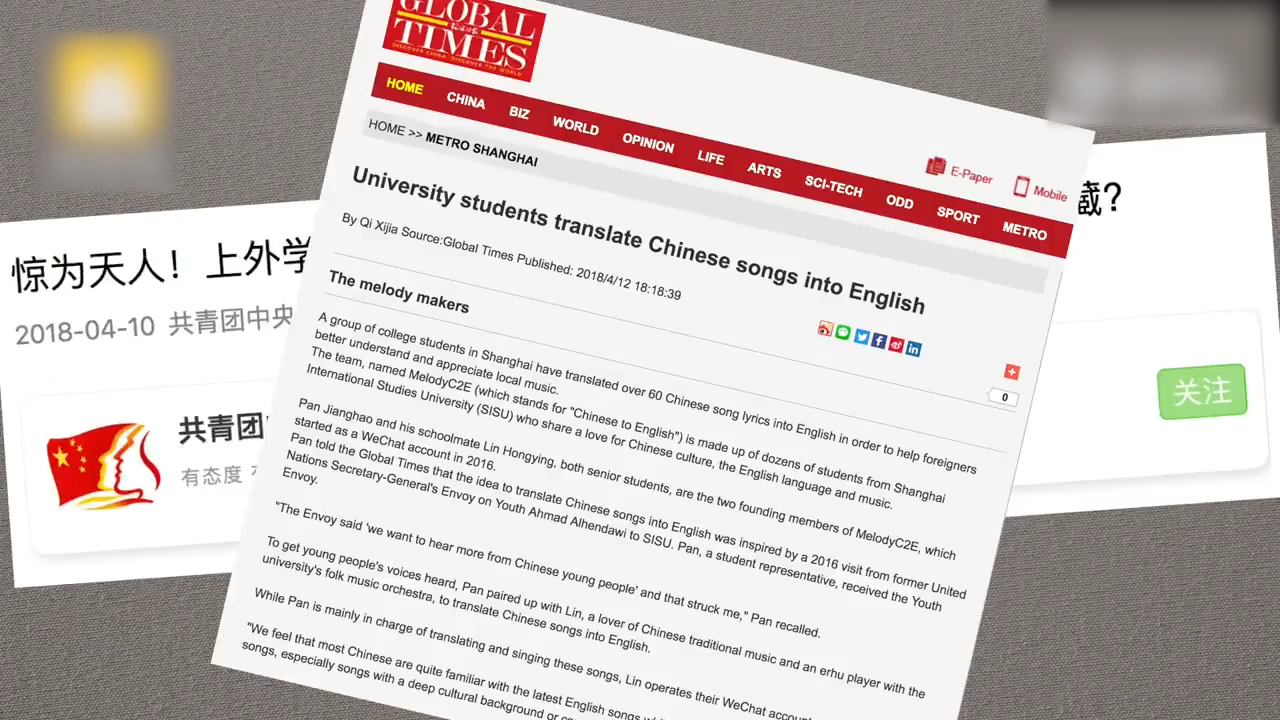 GLOBAL
TIMES
DISCOVER CHINA, DISCOVER THE WORLD
HOME CHINA BIZ WORLD OPINION LIFE ARTS SCI-TECH ODD SPORT METRO
E-Paper Mobile
HOME >> METRO SHANGHAI
University students translate Chinese songs into English
By Qi Xijia Source:Global Times Published: 2018/4/12 18:18:39
The melody makers
0
A group of college students in Shanghai have translated over 60 Chinese song lyrics into English in order to help foreigners
better understand and appreciate local music.
The team, named MelodyC2E (which stands for "Chinese to English") is made up of dozens of students from Shanghai
International Studies University (SISU) who share a love for Chinese culture, the English language and music.
Pan Jianghao and his schoolmate Lin Hongying, both senior students, are the two founding members of MelodyC2E, which
started as a WeChat account in 2016.
Pan told the Global Times that the idea to translate Chinese songs into English was inspired by a 2016 visit from former United
Nations Secretary-General's Envoy on Youth Ahmad Alhendawi to SISU. Pan, a student representative, received the Youth
Envoy.
"The Envoy said 'we want to hear more from Chinese young people' and that struck me," Pan recalled.
To get young people's voices heard, Pan paired up with Lin, a lover of Chinese traditional music and an erhu player with the
university's folk music orchestra, to translate Chinese songs into English.
While Pan is mainly in charge of translating and singing these songs, Lin operates their WeChat
"We feel that most Chinese are quite familiar with the latest English songs
songs, especially songs with a deep cultural background or
惊为天人！上外学
2018-04-10 共青团中央
共青团
有态度
藏?
关注